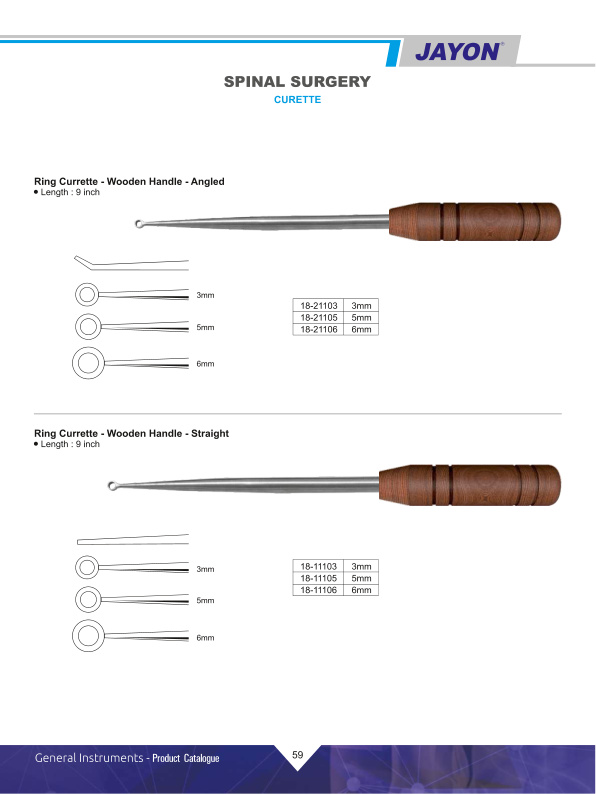 JAYON®
SPINAL SURGERY
CURETTE
Ring Currette - Wooden Handle - Angled
• Length : 9 inch
3mm
5mm
6mm
18-21103 3mm
18-21105 5mm
18-21106 6mm
Ring Currette - Wooden Handle - Straight
• Length : 9 inch
3mm
5mm
6mm
18-11103 3mm
18-11105 5mm
18-11106 6mm
General Instruments - Product Catalogue
59